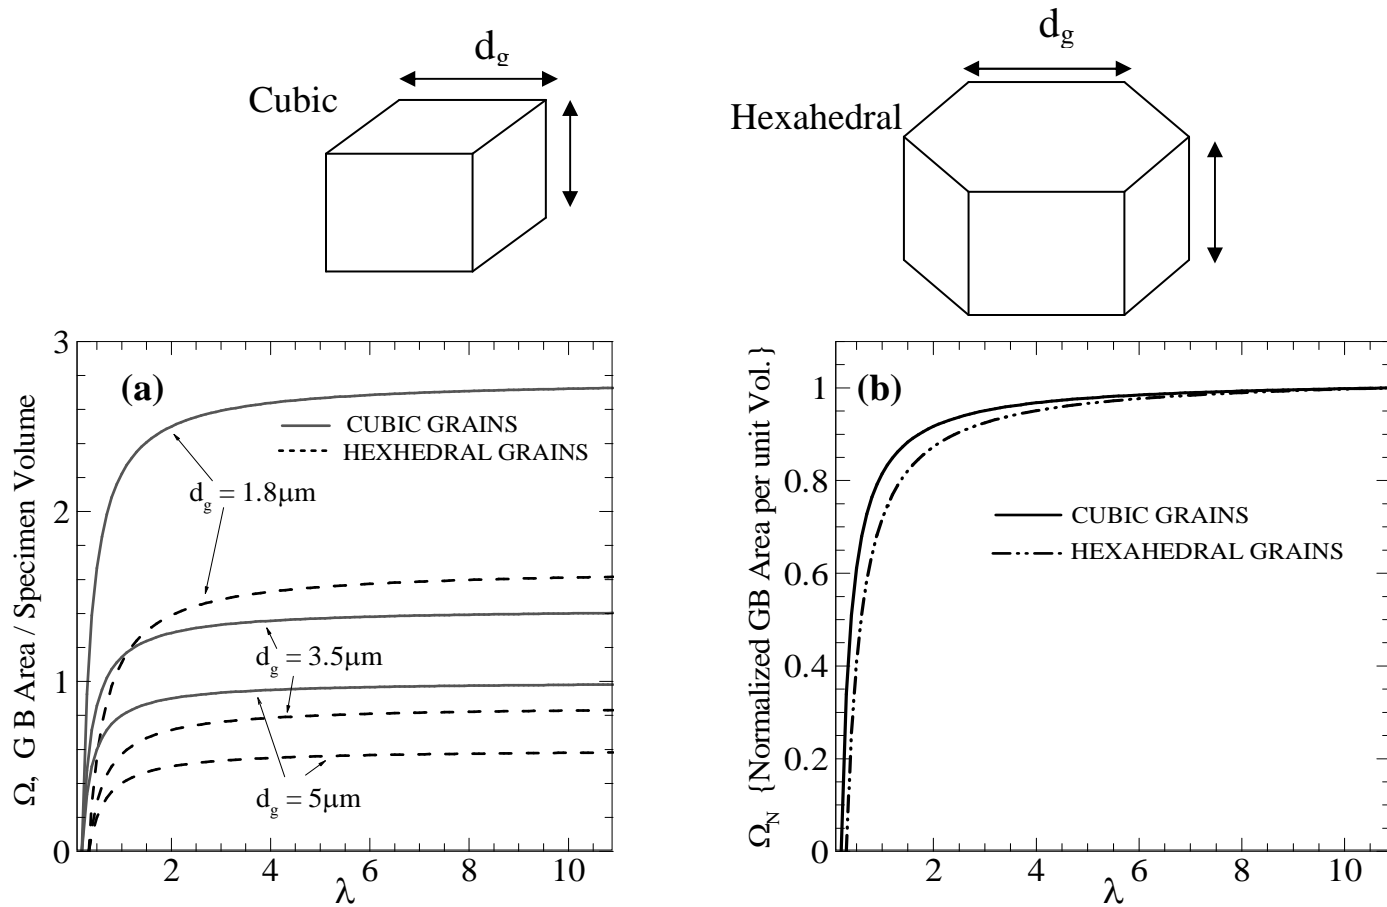 d_g
Cubic
d_g
Hexahedral
(a)
CUBIC GRAINS
HEXHEDRAL GRAINS
d_g = 1.8μm
d_g = 3.5μm
d_g = 5μm
Ω, G B Area / Specimen Volume
3
2
1
0
2 4 6 8 10
λ
(b)
CUBIC GRAINS
HEXAHEDRAL GRAINS
Ω_N {Normalized GB Area per unit Vol.}
1
0.8
0.6
0.4
0.2
0
2 4 6 8 10
λ